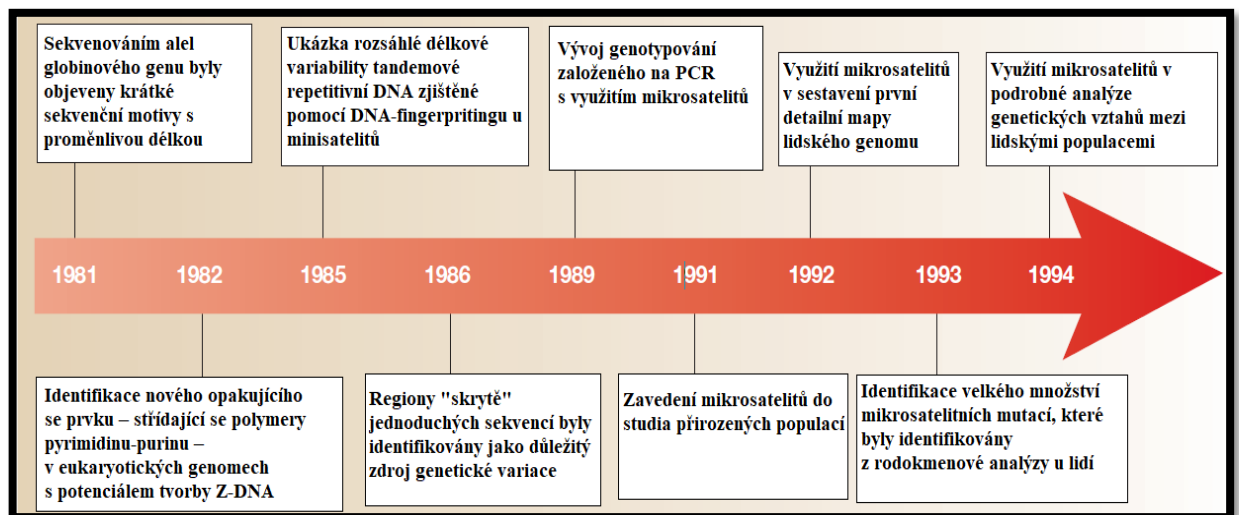 Sekvenováním alel
globinového genu byly
objeveny krátké
sekvenční motivy s
proměnlivou délkou
Ukázka rozsáhlé délkové
variability tandemové
repetitivní DNA zjištěné
pomocí DNA-fingerpritingu u
minisatelitů
Vývoj genotypování
založeného na PCR
s využitím mikrosatelitů
Využití mikrosatelitů
v sestavení první
detailní mapy
lidského genomu
Využití mikrosatelitů v
podrobné analýze
genetických vztahů mezi
lidskými populacemi
1981 1982 1985 1986 1989 1991 1992 1993 1994
Identifikace nového opakujícího
se prvku – střídající se polymery
pyrimidinu-purinu –
v eukaryotických genomech
s potenciálem tvorby Z-DNA
Regiony "skrytě"
jednoduchých sekvencí byly
identifikovány jako důležitý
zdroj genetické variace
Zavedení mikrosatelitů do
studia přirozených populací
Identifikace velkého množství
mikrosatelitních mutací, které
byly identifikovány
z rodokmenové analýzy u lidí